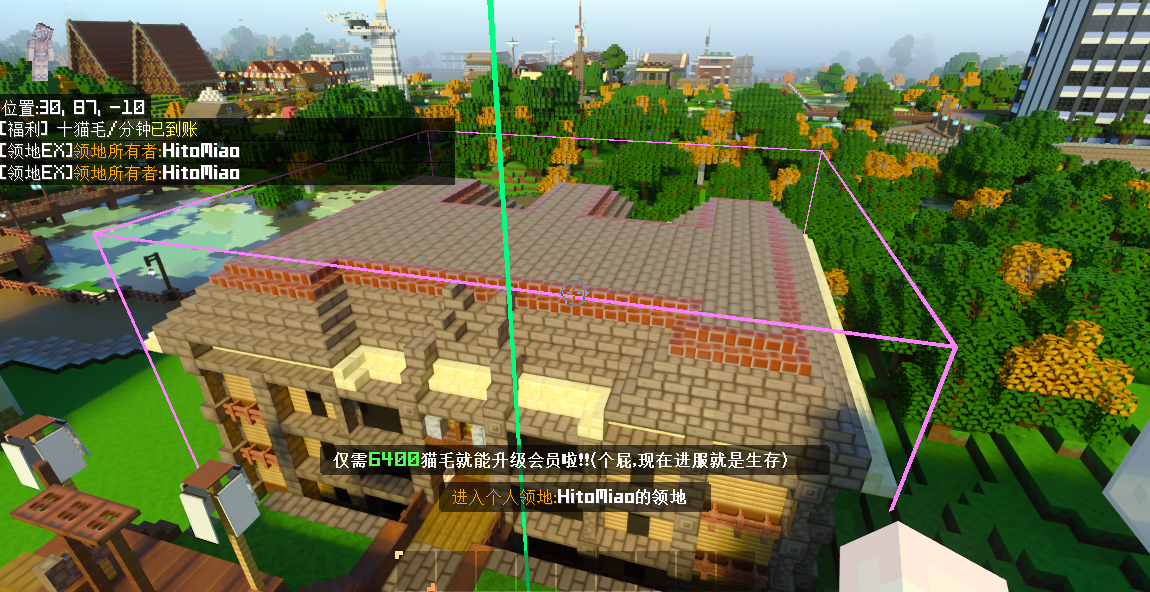 位置:30, 87, -10
[福利] 十猫毛/分钟已到账
[领地EX]领地所有者:HitoMiao
[领地EX]领地所有者:HitoMiao
仅需6400猫毛就能升级会员啦!!(个屁,现在进服就是生存)
进入个人领地:HitoMiao的领地